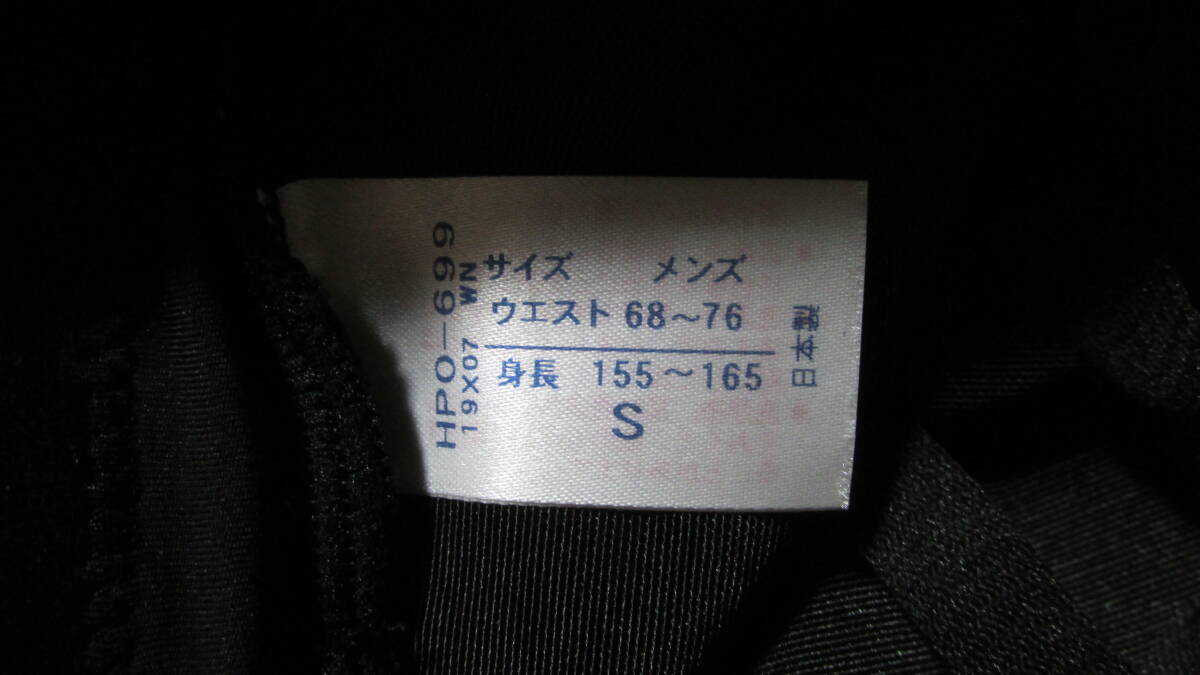 HPO-699
19X07 WN
サイズ メンズ
ウエスト 68～76
身長 155～165
S
日本製